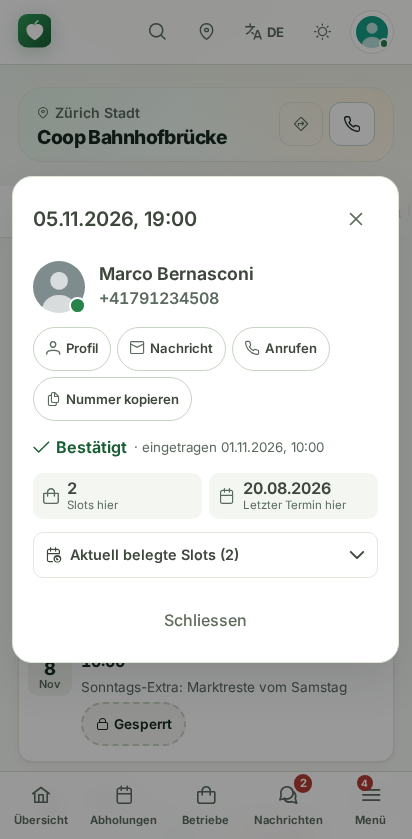 DE
Zürich Stadt
Coop Bahnhofbrücke
05.11.2026, 19:00
Marco Bernasconi
+41791234508
Profil
Nachricht
Anrufen
Nummer kopieren
Bestätigt · eingetragen 01.11.2026, 10:00
2
Slots hier
20.08.2026
Letzter Termin hier
Aktuell belegte Slots (2)
Schliessen
8
Nov
Sonntags-Extra: Marktreste vom Samstag
Gesperrt
2
4
Übersicht
Abholungen
Betriebe
Nachrichten
Menü